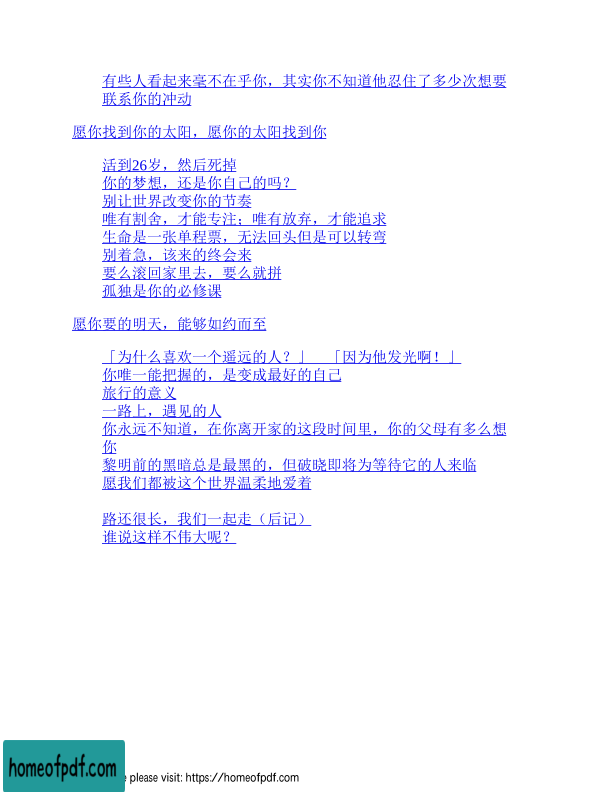 有些人看起来毫不在乎你，其实你不知道他忍住了多少次想要
联系你的冲动
愿你找到你的太阳，愿你的太阳找到你
活到26岁，然后死掉
你的梦想，还是你自己的吗？
别让世界改变你的节奏
唯有割舍，才能专注；唯有放弃，才能追求
生命是一张单程票，无法回头但是可以转弯
别着急，该来的终会来
要么滚回家里去，要么就拼
孤独是你的必修课
愿你要的明天，能够如约而至
「为什么喜欢一个遥远的人？」 「因为他发光啊！」
你唯一能把握的，是变成最好的自己
旅行的意义
一路上，遇见的人
你永远不知道，在你离开家的这段时间里，你的父母有多么想
你
黎明前的黑暗总是最黑的，但破晓即将为等待它的人来临
愿我们都被这个世界温柔地爱着
路还很长，我们一起走（后记）
谁说这样不伟大呢？
homeofpdf.com
e please visit: https://homeofpdf.com